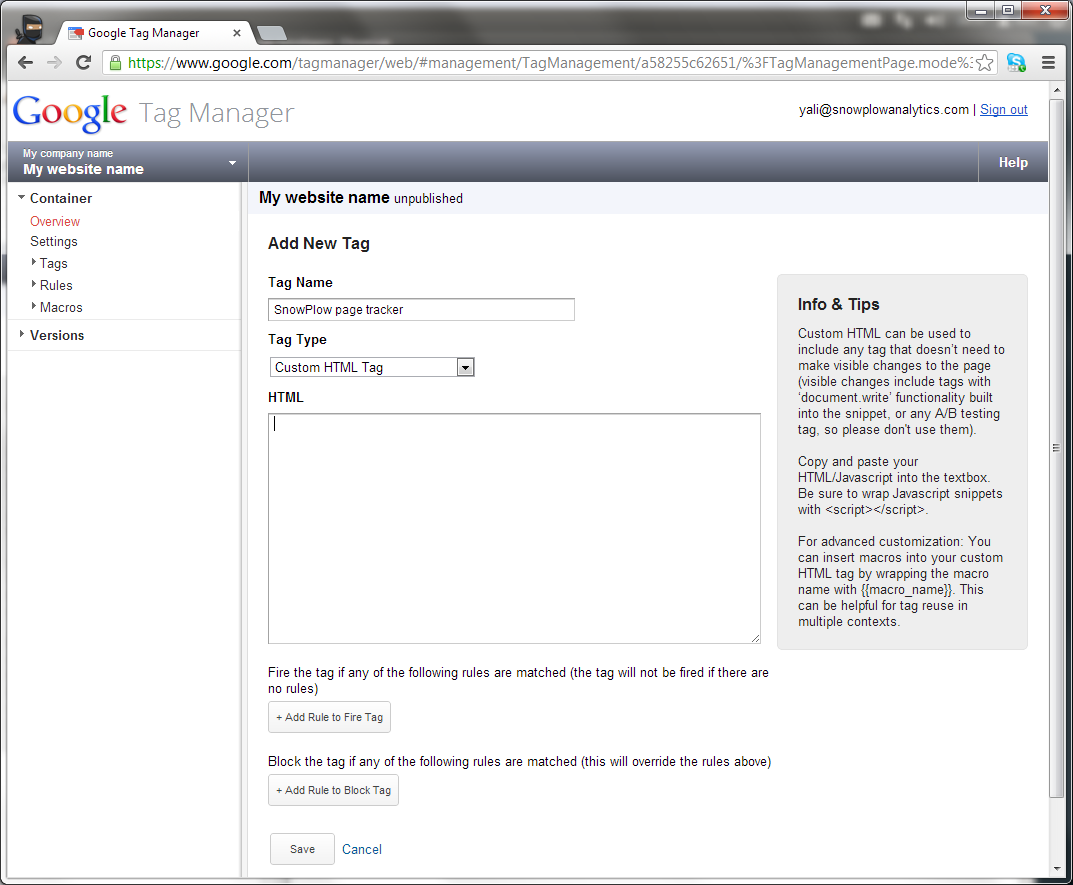 Google Tag Manager
https://www.google.com/tagmanager/web/#management/TagManagement/a58255c62651/%3FTagManagementPage.mode%3
Google Tag Manager
yali@snowplowanalytics.com | Sign out
My company name
My website name
Help
Container
Overview
Settings
Tags
Rules
Macros
Versions
My website name unpublished
Add New Tag
Tag Name
SnowPlow page tracker
Tag Type
Custom HTML Tag
HTML
Info & Tips
Custom HTML can be used to
include any tag that doesn't need to
make visible changes to the page
(visible changes include tags with
'document.write' functionality built
into the snippet, or any A/B testing
tag, so please don't use them).
Copy and paste your
HTML/Javascript into the textbox.
Be sure to wrap Javascript snippets
with <script></script>.
For advanced customization: You
can insert macros into your custom
HTML tag by wrapping the macro
name with {{macro_name}}. This
can be helpful for tag reuse in
multiple contexts.
Fire the tag if any of the following rules are matched (the tag will not be fired if there are
no rules)
+ Add Rule to Fire Tag
Block the tag if any of the following rules are matched (this will override the rules above)
+ Add Rule to Block Tag
Save Cancel